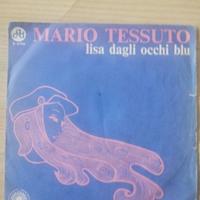 MARIO TESSUTO
lisa dagli occhi blu